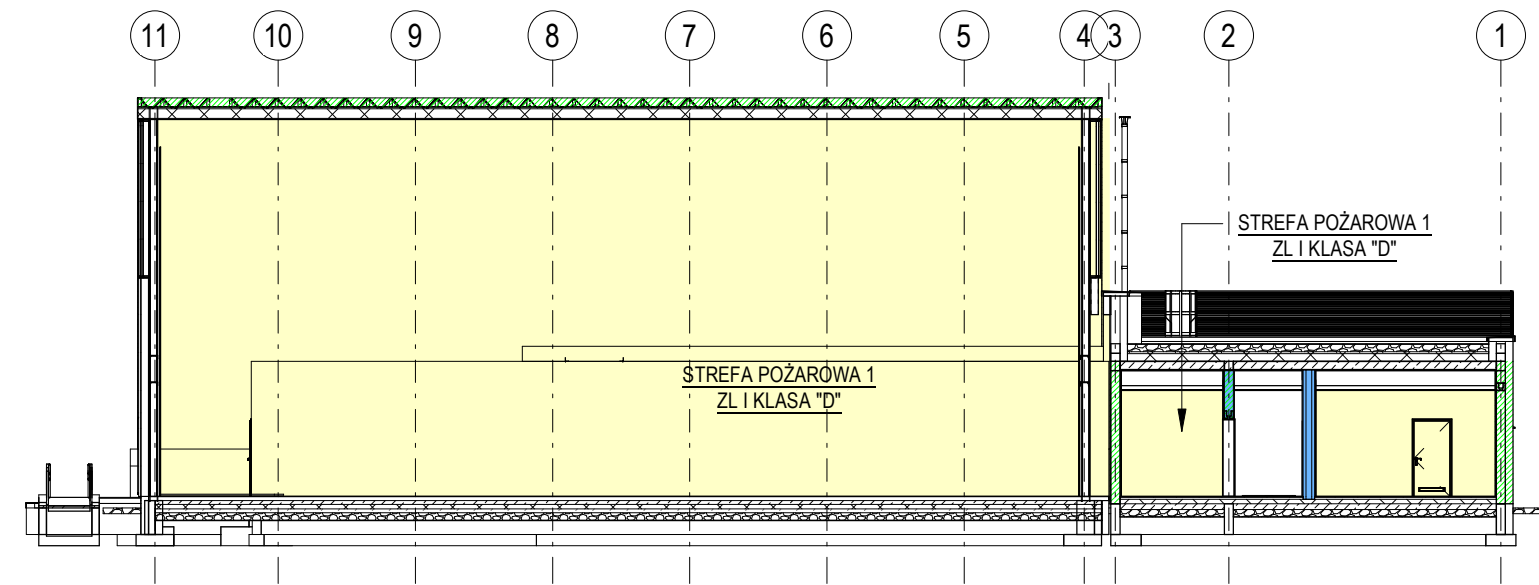 11 10 9 8 7 6 5 4 3 2 1
STREFA POŻAROWA 1
ZL I KLASA "D"
STREFA POŻAROWA 1
ZL I KLASA "D"